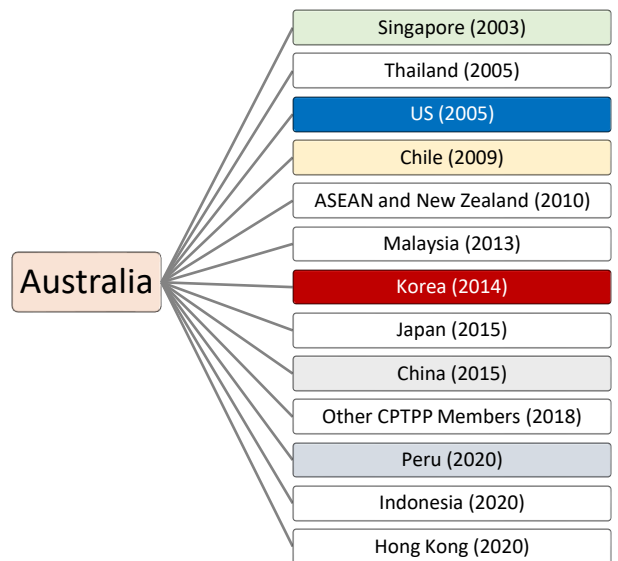 Singapore (2003)
Thailand (2005)
US (2005)
Chile (2009)
ASEAN and New Zealand (2010)
Malaysia (2013)
Australia
Korea (2014)
Japan (2015)
China (2015)
Other CPTPP Members (2018)
Peru (2020)
Indonesia (2020)
Hong Kong (2020)